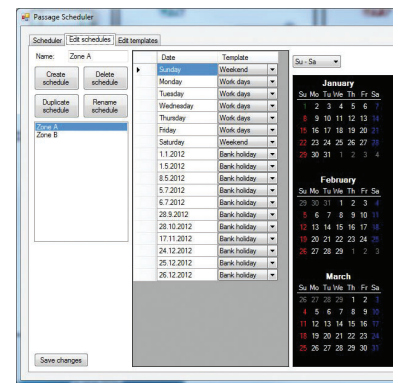 Passage Scheduler
Scheduler Edit schedules Edit templates
Name: Zone A
Create schedule Delete schedule
Duplicate schedule Rename schedule
Zone A
Zone B
Save changes
Date Template
Sunday Weekend
Monday Work days
Tuesday Work days
Wednesday Work days
Thursday Work days
Friday Work days
Saturday Weekend
1.1.2012 Bank holiday
1.5.2012 Bank holiday
8.5.2012 Bank holiday
5.7.2012 Bank holiday
6.7.2012 Bank holiday
28.9.2012 Bank holiday
28.10.2012 Bank holiday
17.11.2012 Bank holiday
24.12.2012 Bank holiday
25.12.2012 Bank holiday
26.12.2012 Bank holiday
Su - Sa
January
Su Mo Tu We Th Fr Sa
1 2 3 4 5 6 7
8 9 10 11 12 13 14
15 16 17 18 19 20 21
22 23 24 25 26 27 28
29 30 31 1 2 3 4
February
Su Mo Tu We Th Fr Sa
29 30 31 1 2 3 4
5 6 7 8 9 10 11
12 13 14 15 16 17 18
19 20 21 22 23 24 25
26 27 28 29 1 2 3
March
Su Mo Tu We Th Fr Sa
26 27 28 29 1 2 3
4 5 6 7 8 9 10
11 12 13 14 15 16 17
18 19 20 21 22 23 24
25 26 27 28 29 30 31